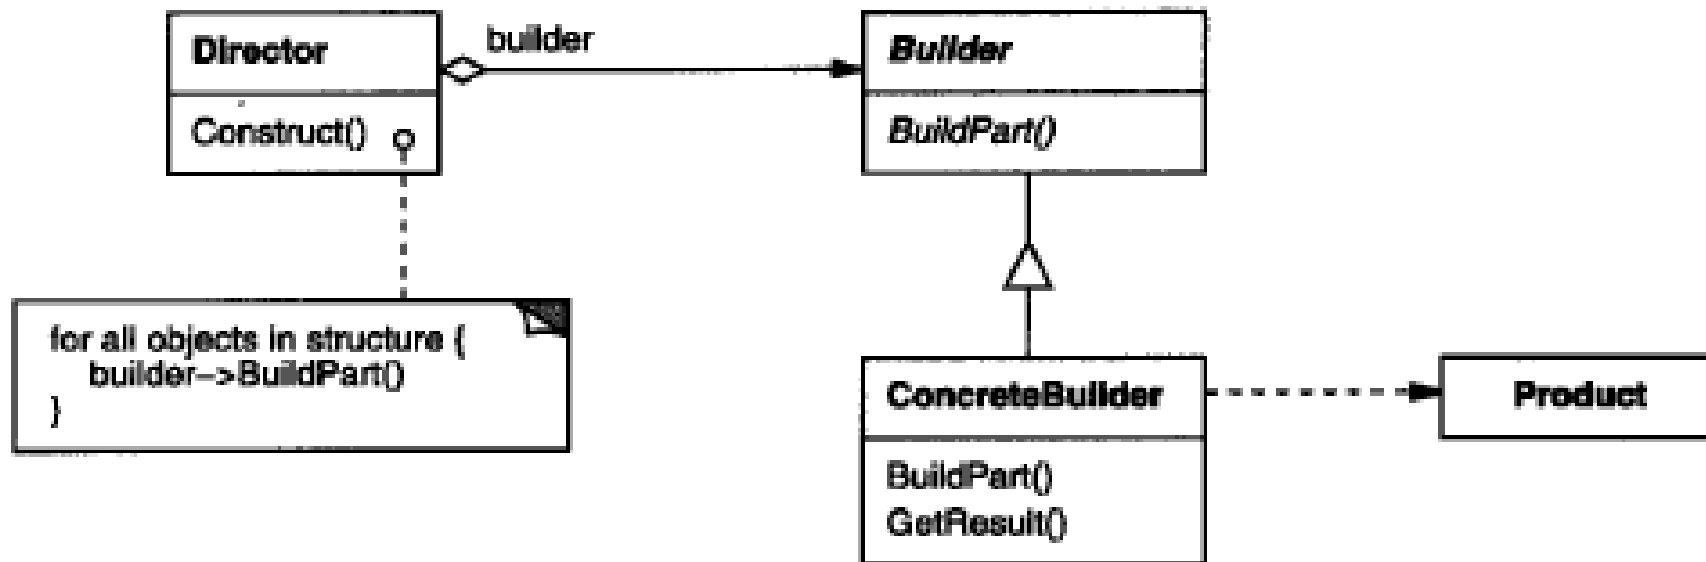 Director
builder
Builder
Construct()
BuildPart()
for all objects in structure {
builder->BuildPart()
}
ConcreteBuilder
Product
BuildPart()
GetResult()